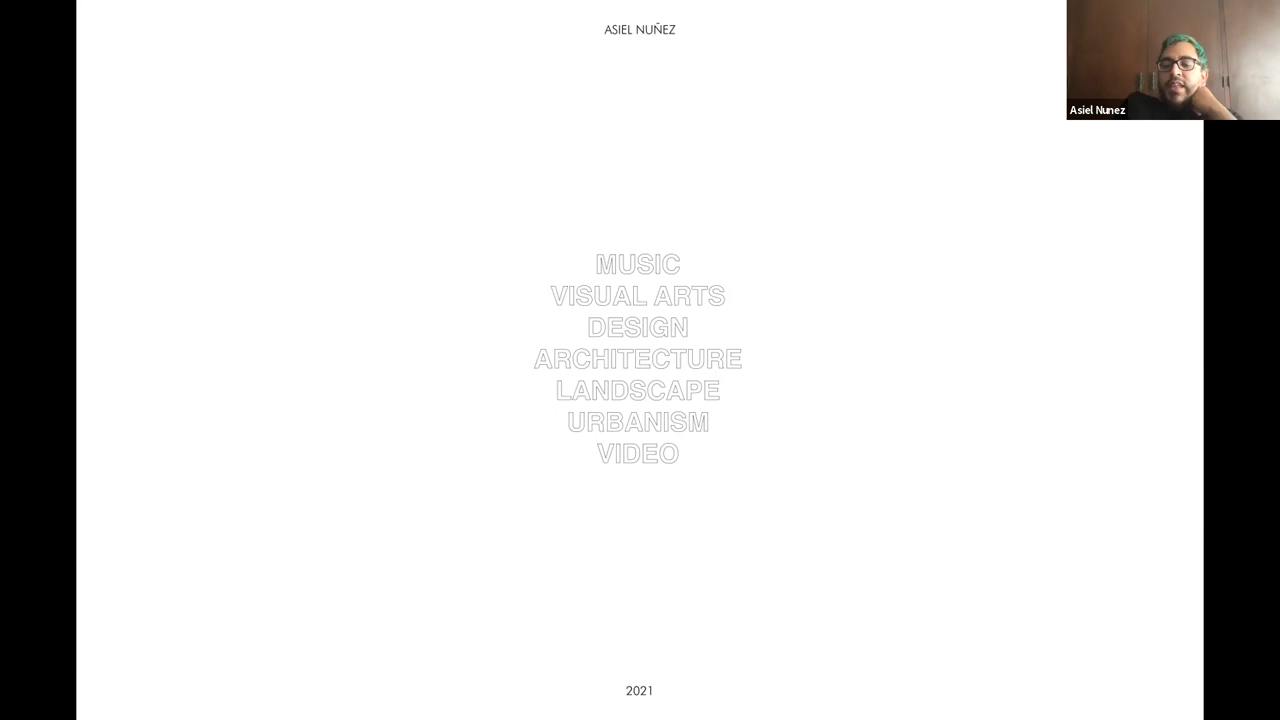 ASIEL NUÑEZ
Asiel Nunez
MUSIC
VISUAL ARTS
DESIGN
ARCHITECTURE
LANDSCAPE
URBANISM
VIDEO
2021